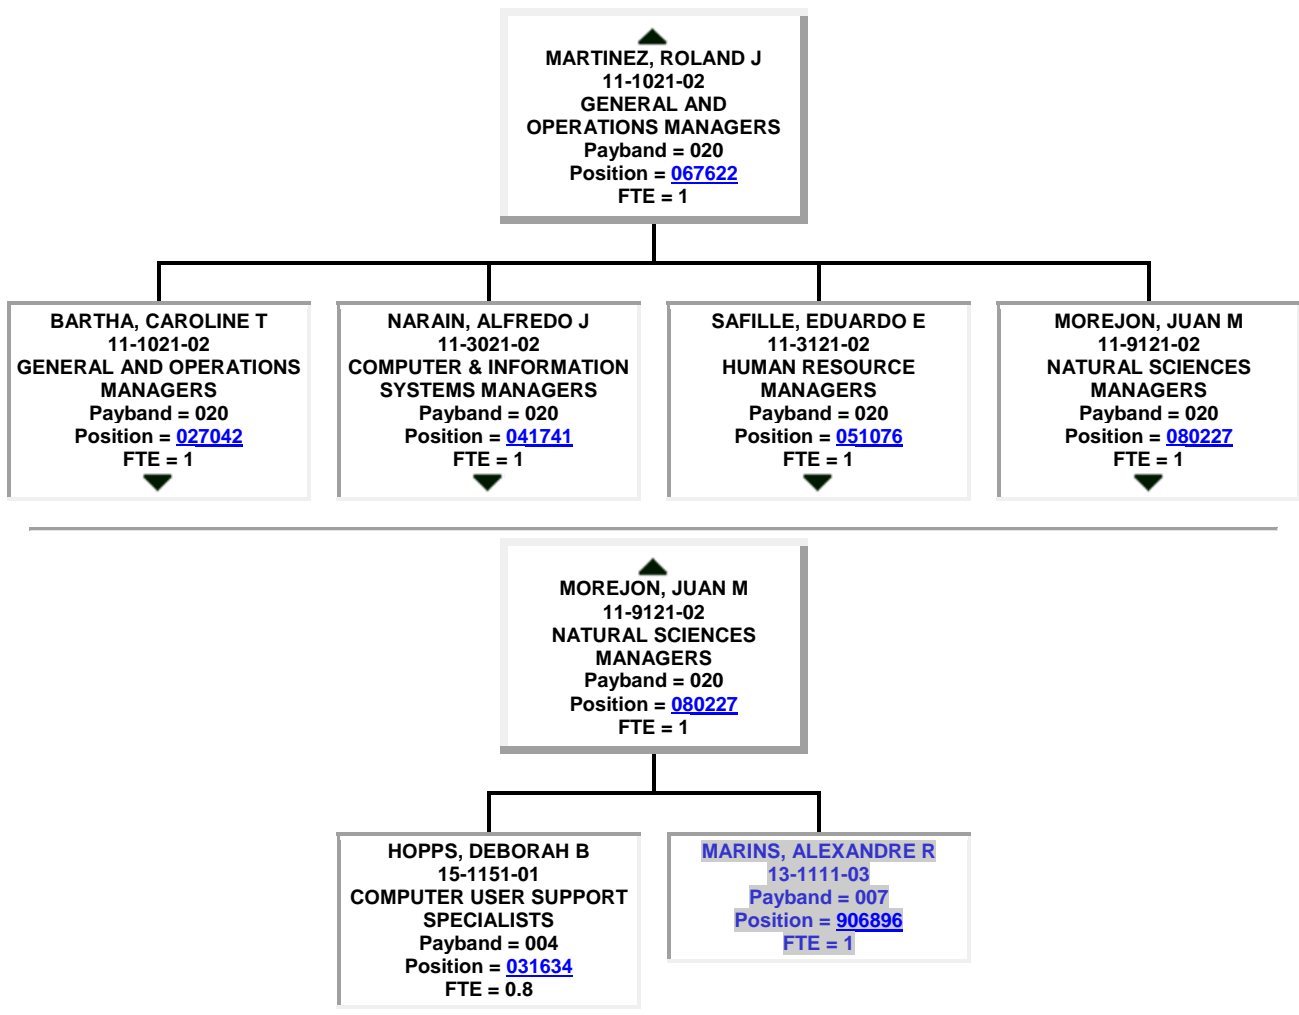 MARTINEZ, ROLAND J
11-1021-02
GENERAL AND
OPERATIONS MANAGERS
Payband = 020
Position = 067622
FTE = 1
BARTHA, CAROLINE T
11-1021-02
GENERAL AND OPERATIONS
MANAGERS
Payband = 020
Position = 027042
FTE = 1
NARAIN, ALFREDO J
11-3021-02
COMPUTER & INFORMATION
SYSTEMS MANAGERS
Payband = 020
Position = 041741
FTE = 1
SAFILLE, EDUARDO E
11-3121-02
HUMAN RESOURCE
MANAGERS
Payband = 020
Position = 051076
FTE = 1
MOREJON, JUAN M
11-9121-02
NATURAL SCIENCES
MANAGERS
Payband = 020
Position = 080227
FTE = 1
MOREJON, JUAN M
11-9121-02
NATURAL SCIENCES
MANAGERS
Payband = 020
Position = 080227
FTE = 1
HOPPS, DEBORAH B
15-1151-01
COMPUTER USER SUPPORT
SPECIALISTS
Payband = 004
Position = 031634
FTE = 0.8
MARINS, ALEXANDRE R
13-1111-03
Payband = 007
Position = 906896
FTE = 1